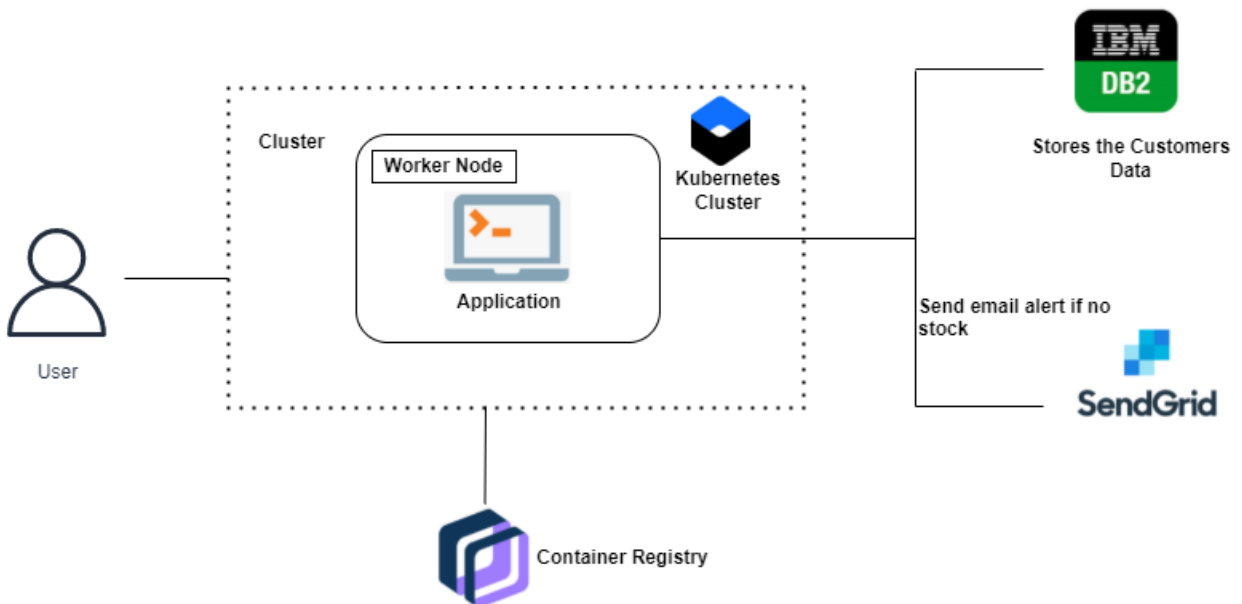 IBM
DB2
Stores the Customers
Data
Cluster
Worker Node
Kubernetes
Cluster
Application
User
Send email alert if no
stock
SendGrid
Container Registry